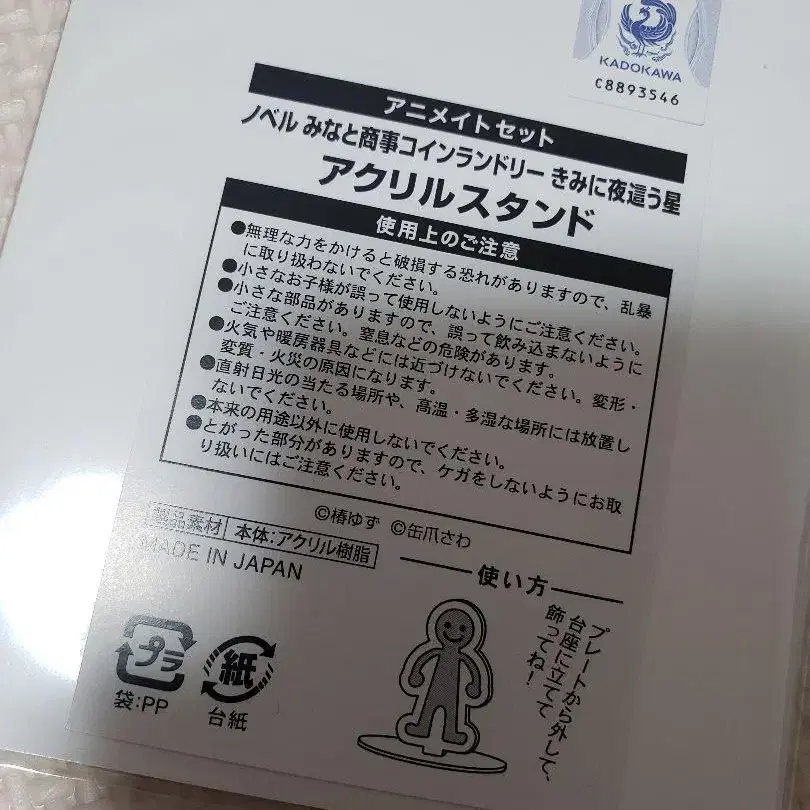 KADOKAWA
C8893546
アニメイトセット
ノベル みなと商事コインランドリー きみに夜這う星
アクリルスタンド
使用上のご注意
●無理な力をかけると破損する恐れがありますので、乱暴
に取り扱わないでください。
●小さなお子様が誤って使用しないようにご注意ください。
●小さな部品がありますので、誤って飲み込まないように
ご注意ください。窒息などの危険があります。
●火気や暖房器具などには近づけないでください。変形・
変質・火災の原因になります。
●直射日光の当たる場所や、高温・多湿な場所には放置し
ないでください。
●本来の用途以外に使用しないでください。
●とがった部分がありますので、ケガをしないようにお取
り扱いにはご注意ください。
©椿ゆず ©缶爪さわ
製品素材 本体:アクリル樹脂
MADE IN JAPAN
使い方
プレートから外して、
台座に立てて
飾ってね!
プラ
袋:PP
紙
台紙